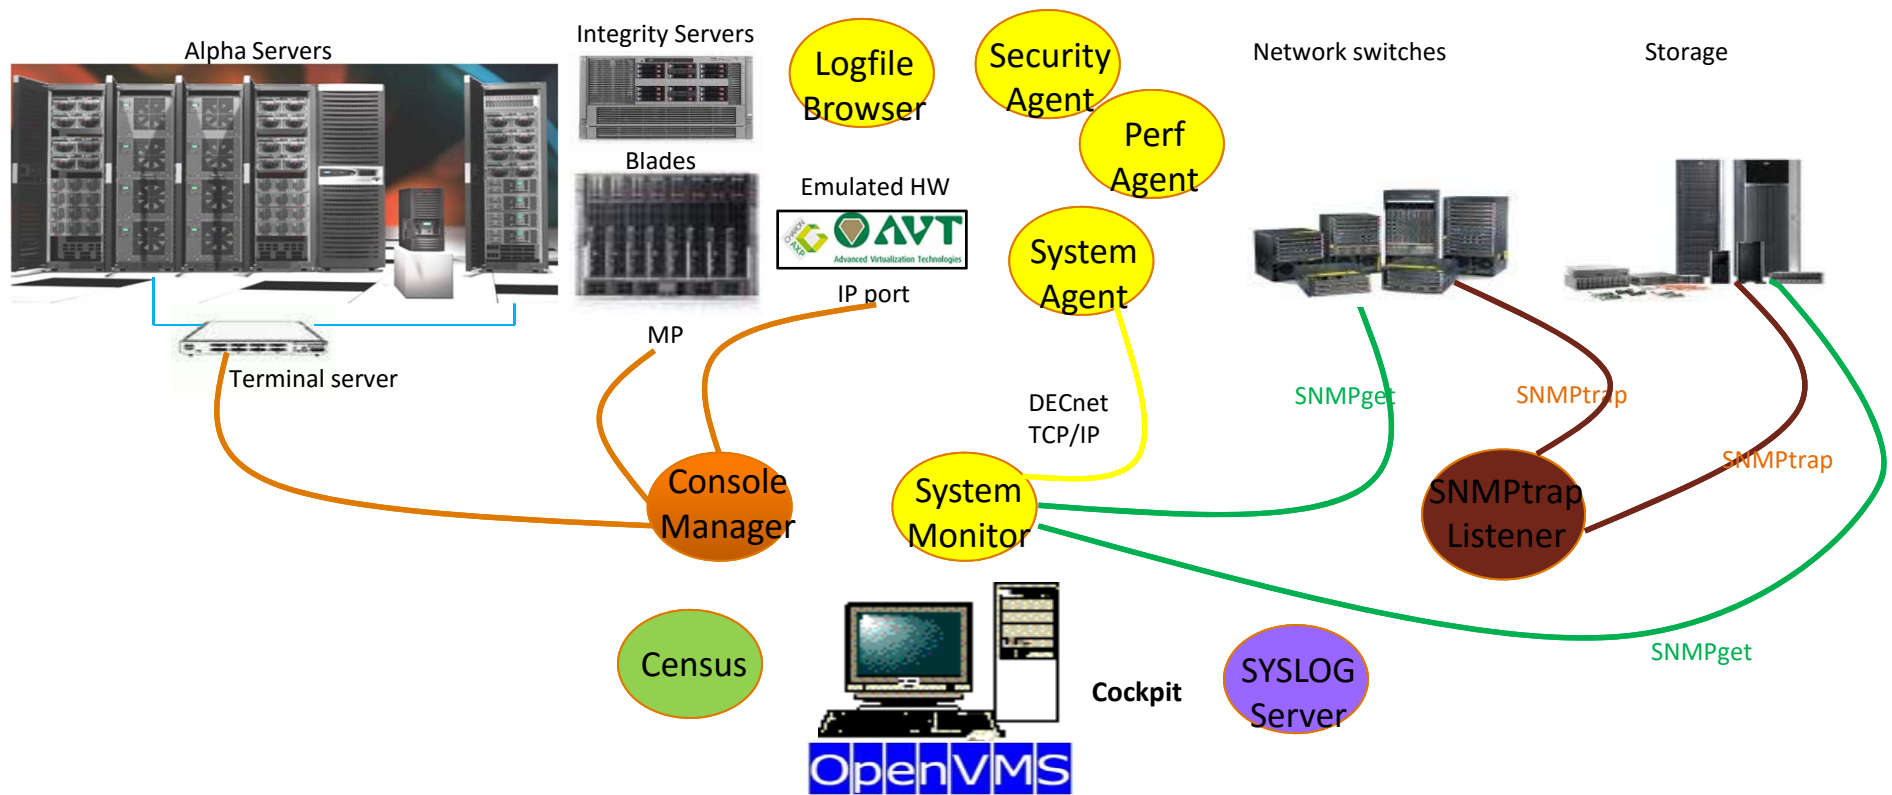 Alpha Servers
Integrity Servers
Logfile
Browser
Security
Agent
Perf
Agent
Network switches
Storage
Blades
Emulated HW
CHARON
AXP
AVT
Advanced Virtualization Technologies
IP port
System
Agent
MP
Terminal server
DECnet
TCP/IP
SNMPget
SNMPtrap
SNMPtrap
Console
Manager
System
Monitor
SNMPtrap
Listener
Census
Cockpit
SYSLOG
Server
SNMPget
OpenVMS